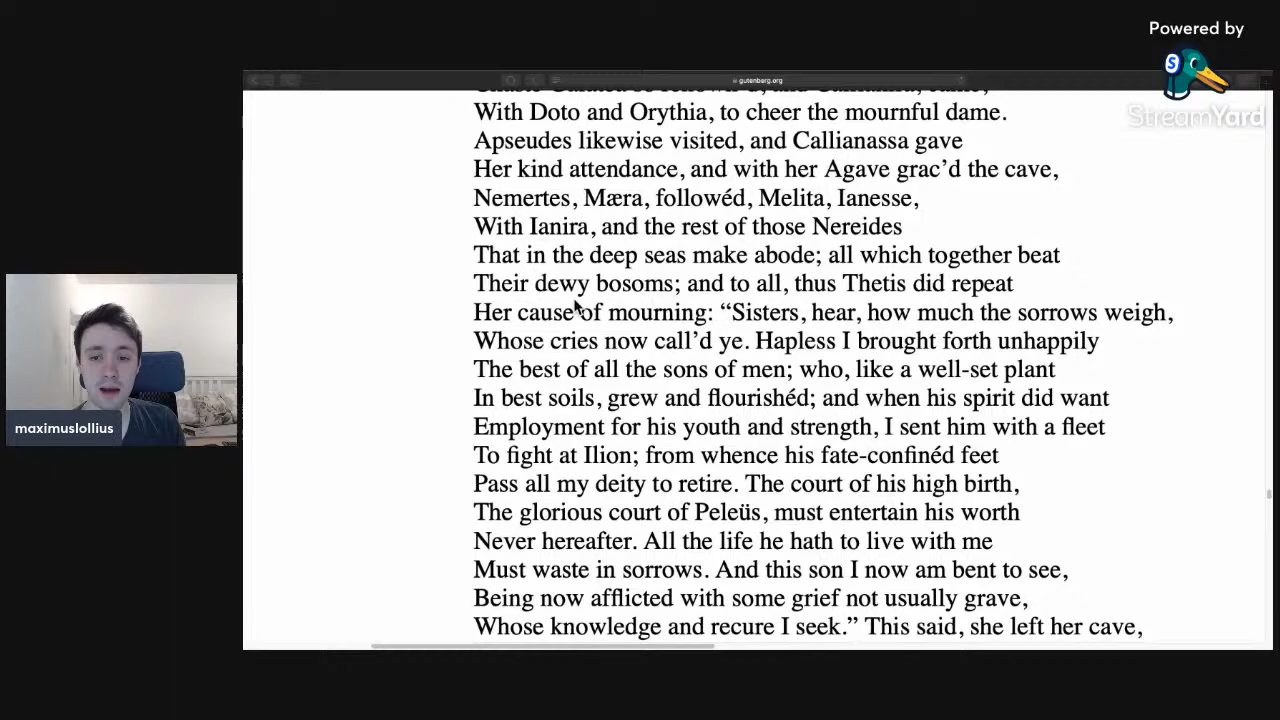 Powered by
StreamYard
gutenberg.org
With Doto and Orythia, to cheer the mournful dame.
Apseudes likewise visited, and Callianassa gave
Her kind attendance, and with her Agave grac’d the cave,
Nemertes, Mæra, followéd, Melita, Ianesse,
With Ianira, and the rest of those Nereides
That in the deep seas make abode; all which together beat
Their dewy bosoms; and to all, thus Thetis did repeat
Her cause of mourning: “Sisters, hear, how much the sorrows weigh,
Whose cries now call’d ye. Hapless I brought forth unhappily
The best of all the sons of men; who, like a well-set plant
In best soils, grew and flourishéd; and when his spirit did want
Employment for his youth and strength, I sent him with a fleet
To fight at Ilion; from whence his fate-confinéd feet
Pass all my deity to retire. The court of his high birth,
The glorious court of Peleüs, must entertain his worth
Never hereafter. All the life he hath to live with me
Must waste in sorrows. And this son I now am bent to see,
Being now afflicted with some grief not usually grave,
Whose knowledge and recure I seek.” This said, she left her cave,
maximuslollius